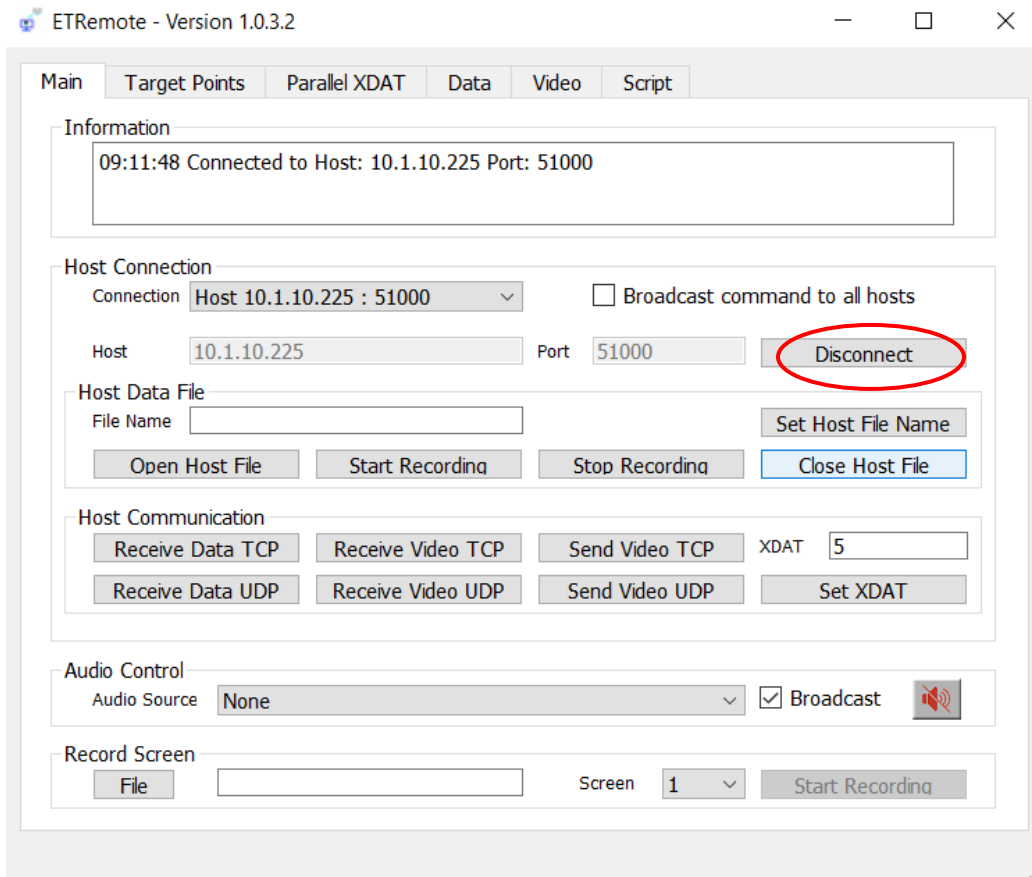 ETRemote - Version 1.0.3.2
Main Target Points Parallel XDAT Data Video Script
Information
09:11:48 Connected to Host: 10.1.10.225 Port: 51000
Host Connection
Connection Host 10.1.10.225 : 51000 Broadcast command to all hosts
Host 10.1.10.225 Port 51000 Disconnect
Host Data File
File Name Set Host File Name
Open Host File Start Recording Stop Recording Close Host File
Host Communication
Receive Data TCP Receive Video TCP Send Video TCP XDAT 5
Receive Data UDP Receive Video UDP Send Video UDP Set XDAT
Audio Control
Audio Source None Broadcast
Record Screen
File Screen 1 Start Recording